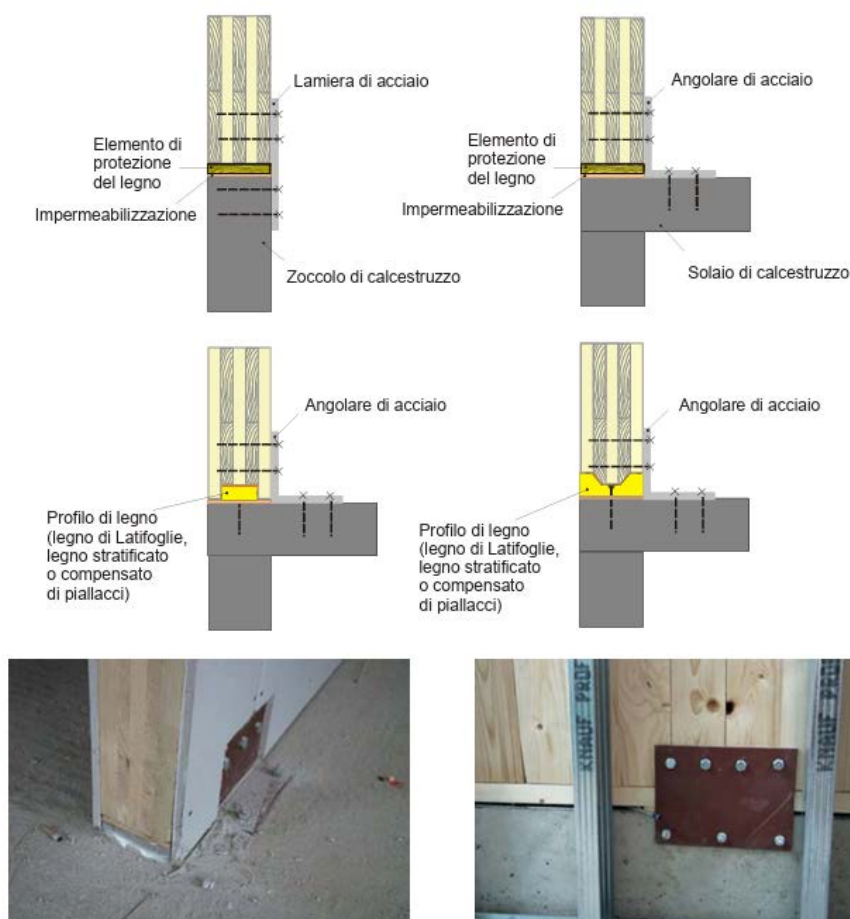 Lamiera di acciaio
Elemento di
protezione
del legno
Impermeabilizzazione
Zoccolo di calcestruzzo
Angolare di acciaio
Elemento di
protezione
del legno
Impermeabilizzazione
Solaio di calcestruzzo
Angolare di acciaio
Profilo di legno
(legno di Latifoglie,
legno stratificato
o compensato
di piallacci)
Angolare di acciaio
Profilo di legno
(legno di Latifoglie,
legno stratificato
o compensato
di piallacci)
KNAUF PROF
KNAUF PROF